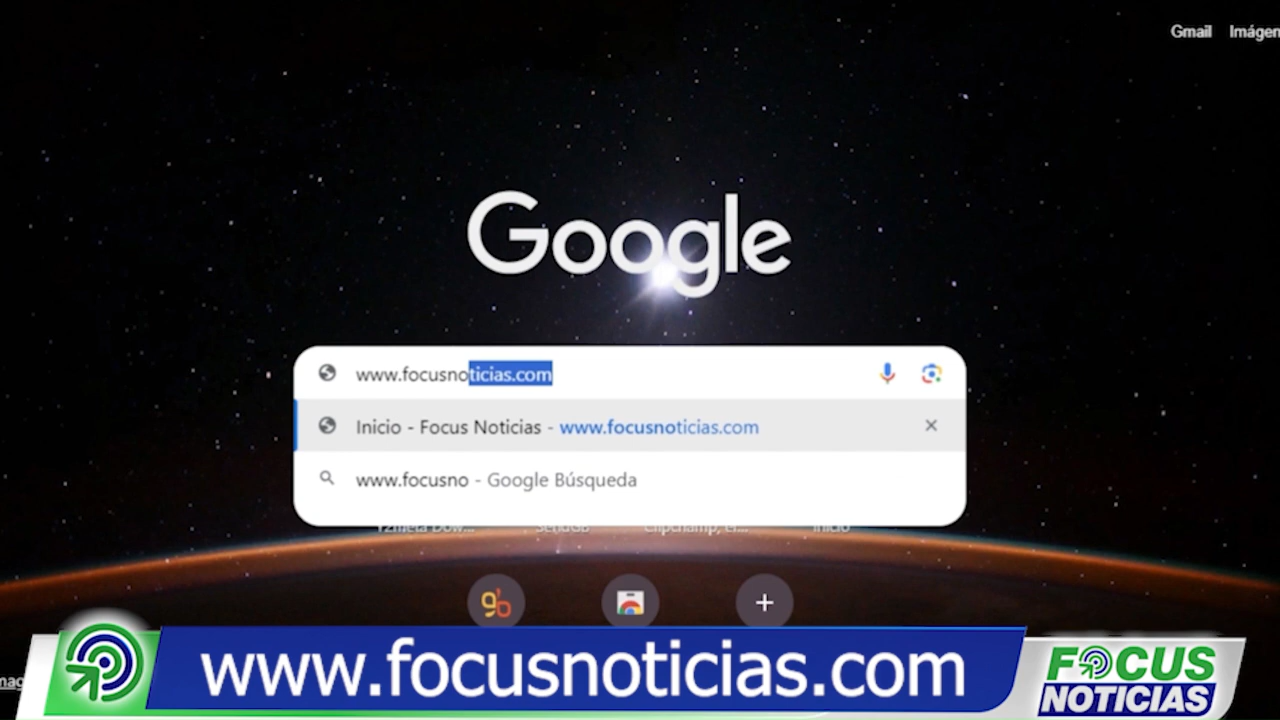 Gmail Imágen
Google
www.focusnoticias.com
Inicio - Focus Noticias - www.focusnoticias.com
www.focusno - Google Búsqueda
Inicio
www.focusnoticias.com
FOCUS
NOTICIAS